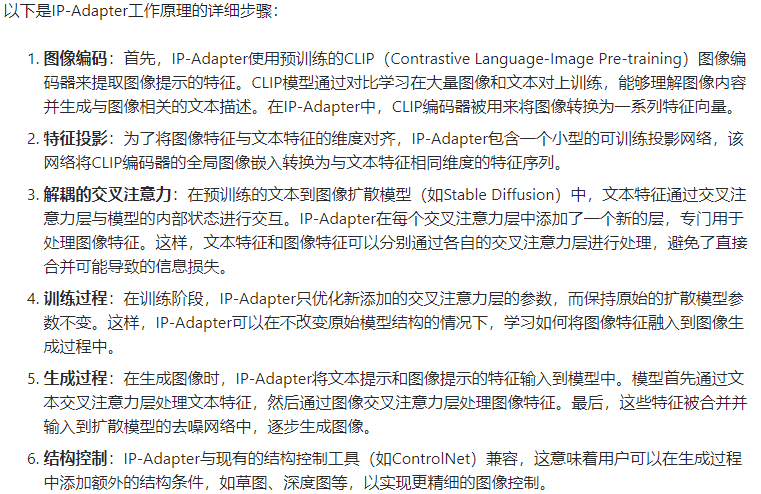 以下是IP-Adapter工作原理的详细步骤：
1. 图像编码：首先，IP-Adapter使用预训练的CLIP（Contrastive Language-Image Pre-training）图像编
码器来提取图像提示的特征。CLIP模型通过对比学习在大量图像和文本对上训练，能够理解图像内容
并生成与图像相关的文本描述。在IP-Adapter中，CLIP编码器被用来将图像转换为一系列特征向量。
2. 特征投影：为了将图像特征与文本特征的维度对齐，IP-Adapter包含一个小型的可训练投影网络，该
网络将CLIP编码器的全局图像嵌入转换为与文本特征相同维度的特征序列。
3. 解耦的交叉注意力：在预训练的文本到图像扩散模型（如Stable Diffusion）中，文本特征通过交叉注
意力层与模型的内部状态进行交互。IP-Adapter在每个交叉注意力层中添加了一个新的层，专门用于
处理图像特征。这样，文本特征和图像特征可以分别通过各自的交叉注意力层进行处理，避免了直接
合并可能导致的信息损失。
4. 训练过程：在训练阶段，IP-Adapter只优化新添加的交叉注意力层的参数，而保持原始的扩散模型参
数不变。这样，IP-Adapter可以在不改变原始模型结构的情况下，学习如何将图像特征融入到图像生
成过程中。
5. 生成过程：在生成图像时，IP-Adapter将文本提示和图像提示的特征输入到模型中。模型首先通过文
本交叉注意力层处理文本特征，然后通过图像交叉注意力层处理图像特征。最后，这些特征被合并并
输入到扩散模型的去噪网络中，逐步生成图像。
6. 结构控制：IP-Adapter与现有的结构控制工具（如ControlNet）兼容，这意味着用户可以在生成过程
中添加额外的结构条件，如草图、深度图等，以实现更精细的图像控制。